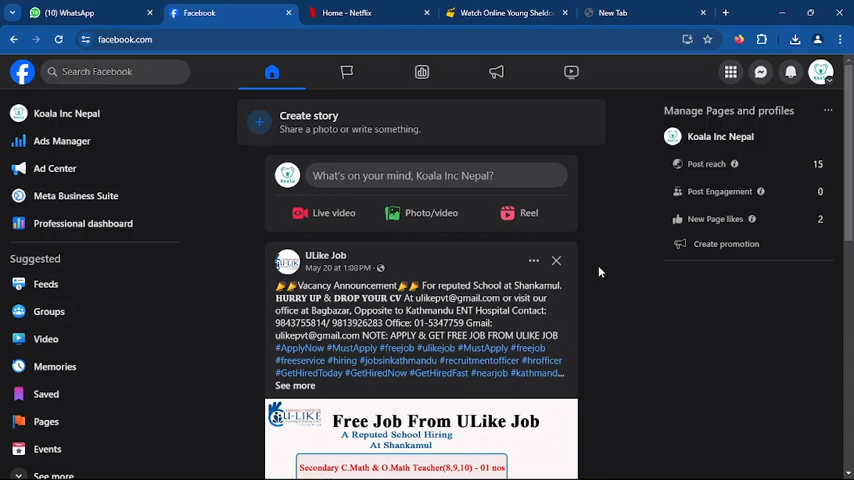 (10) WhatsApp
Facebook
Home - Netflix
Watch Online Young Sheldo
New Tab
facebook.com
Search Facebook
Koala Inc Nepal
Ads Manager
Ad Center
Meta Business Suite
Professional dashboard
Suggested
Feeds
Groups
Video
Memories
Saved
Pages
Events
See more
Create story
Share a photo or write something.
What's on your mind, Koala Inc Nepal?
Live video
Photo/video
Reel
ULike Job
May 20 at 1:08PM
Vacancy Announcement For reputed School at Shankamul.
𝐇𝐔𝐑𝐑𝐘 𝐔𝐏 & 𝐃𝐑𝐎𝐏 𝐘𝐎𝐔𝐑 𝐂𝐕 At ulikepvt@gmail.com or visit our
office at Bagbazar, Opposite to Kathmandu ENT Hospital Contact:
9843755814/ 9813926283 Office: 01-5347759 Gmail:
ulikepvt@gmail.com NOTE: APPLY & GET FREE JOB FROM ULIKE JOB
#ApplyNow #MustApply #freejob #ulikejob #MustApply #freejob
#freeservice #hiring #jobsinkathmandu #recruitmentofficer #hrofficer
#GetHiredToday #GetHiredNow #GetHiredFast #nearjob #kathmand...
See more
U-LIKE
Free Job From ULike Job
A Reputed School Hiring
At Shankamul
Secondary C.Math & O.Math Teacher(8,9,10) - 01 nos
Manage Pages and profiles
Koala Inc Nepal
Post reach 15
Post Engagement 0
New Page likes 2
Create promotion